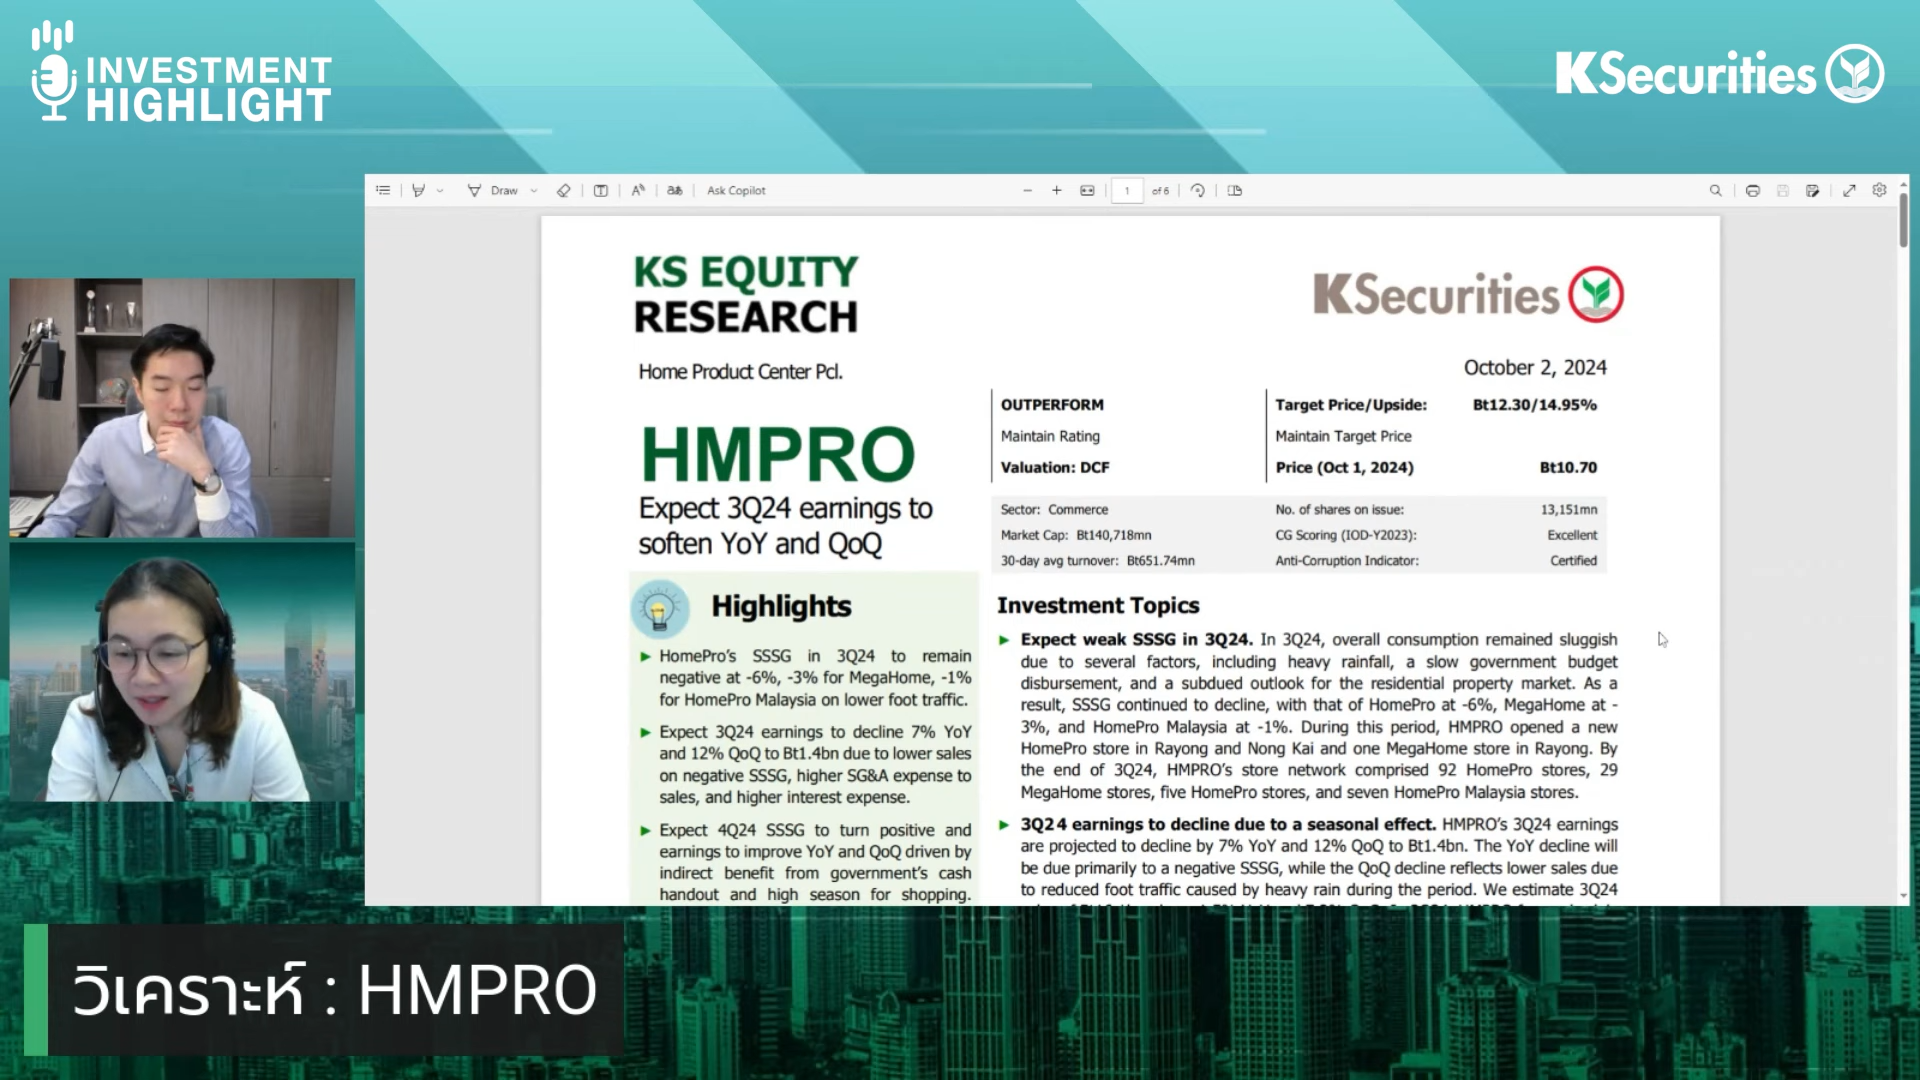 INVESTMENT
HIGHLIGHT
KSecurities
Draw
Ask Copilot
1
of 6
KS EQUITY
RESEARCH
KSecurities
Home Product Center Pcl.
October 2, 2024
OUTPERFORM
Target Price/Upside:
Bt12.30/14.95%
Maintain Rating
Maintain Target Price
Valuation: DCF
Price (Oct 1, 2024)
Bt10.70
HMPRO
Expect 3Q24 earnings to
soften YoY and QoQ
Sector: Commerce
No. of shares on issue:
13,151mn
Market Cap: Bt140,718mn
CG Scoring (IOD-Y2023):
Excellent
30-day avg turnover: Bt651.74mn
Anti-Corruption Indicator:
Certified
Highlights
HomePro's SSSG in 3Q24 to remain
negative at -6%, -3% for MegaHome, -1%
for HomePro Malaysia on lower foot traffic.
Expect 3Q24 earnings to decline 7% YoY
and 12% QoQ to Bt1.4bn due to lower sales
on negative SSSG, higher SG&A expense to
sales, and higher interest expense.
Expect 4Q24 SSSG to turn positive and
earnings to improve YoY and QoQ driven by
indirect benefit from government's cash
handout and high season for shopping.
Investment Topics
Expect weak SSSG in 3Q24. In 3Q24, overall consumption remained sluggish
due to several factors, including heavy rainfall, a slow government budget
disbursement, and a subdued outlook for the residential property market. As a
result, SSSG continued to decline, with that of HomePro at -6%, MegaHome at -
3%, and HomePro Malaysia at -1%. During this period, HMPRO opened a new
HomePro store in Rayong and Nong Kai and one MegaHome store in Rayong. By
the end of 3Q24, HMPRO's store network comprised 92 HomePro stores, 29
MegaHome stores, five HomePro stores, and seven HomePro Malaysia stores.
3Q24 earnings to decline due to a seasonal effect. HMPRO's 3Q24 earnings
are projected to decline by 7% YoY and 12% QoQ to Bt1.4bn. The YoY decline will
be due primarily to a negative SSSG, while the QoQ decline reflects lower sales due
to reduced foot traffic caused by heavy rain during the period. We estimate 3Q24
วิเคราะห์ : HMPRO